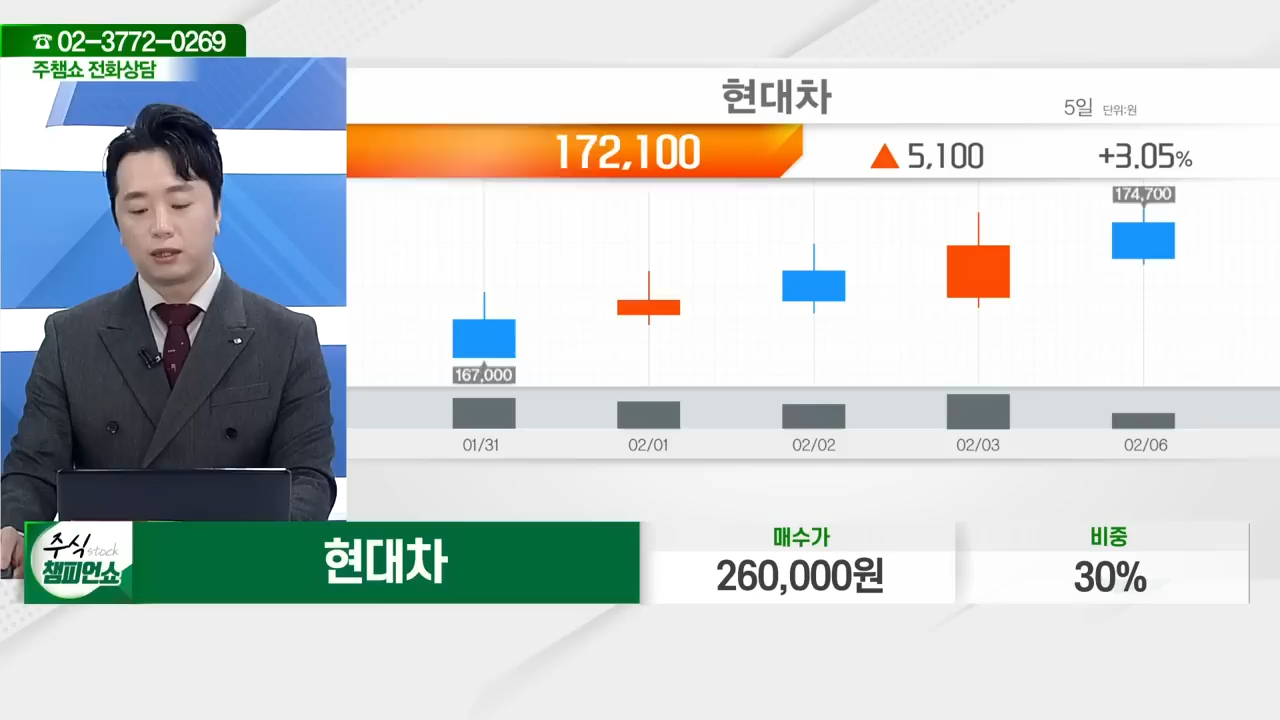 ☎ 02-3772-0269
주챔쇼 전화상담
현대차
5일 단위:원
172,100 ▲ 5,100 +3.05%
174,700
167,000
01/31 02/01 02/02 02/03 02/06
주식 stock
챔피언쇼
현대차
매수가
260,000원
비중
30%